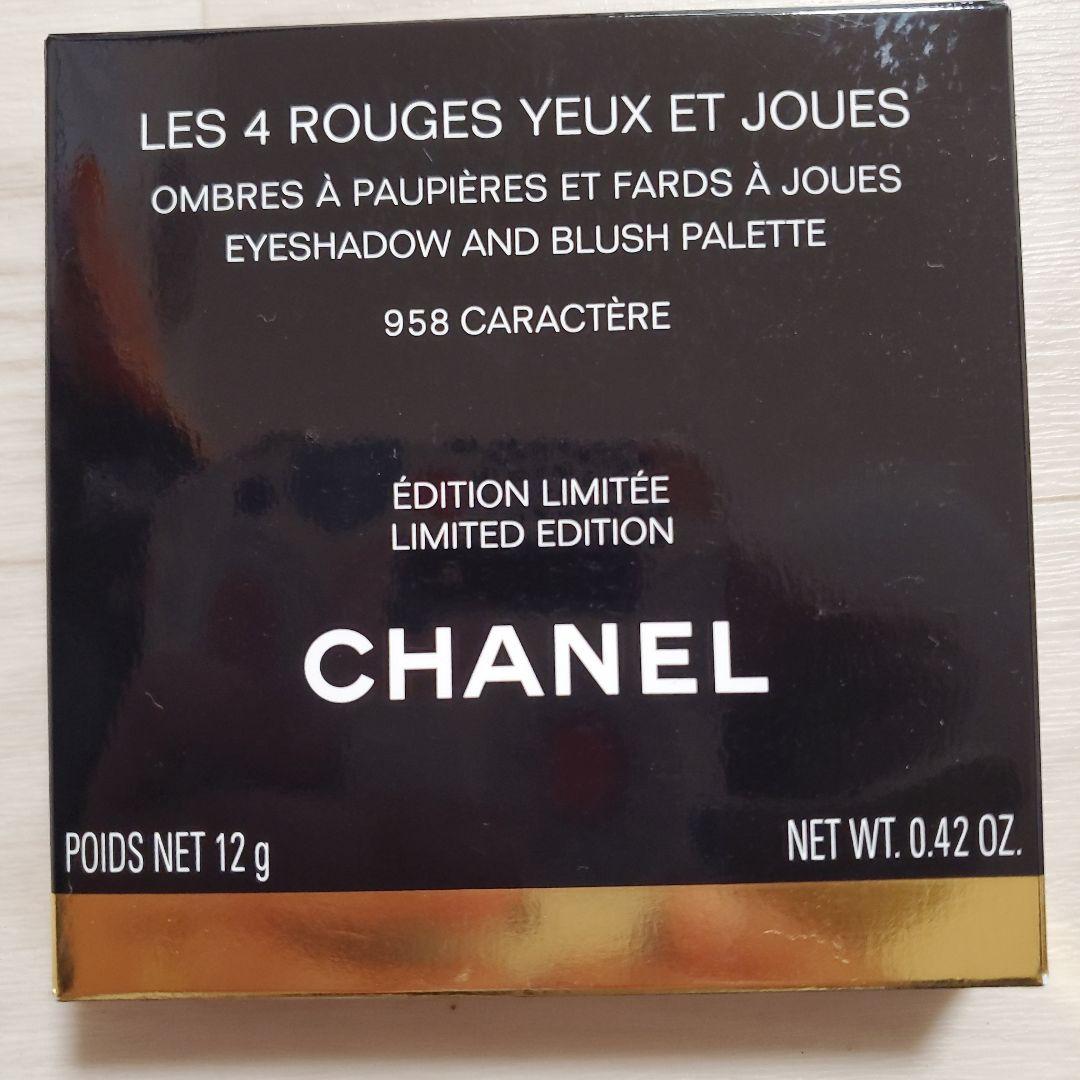 LES 4 ROUGES YEUX ET JOUES
OMBRES À PAUPIÈRES ET FARDS À JOUES
EYESHADOW AND BLUSH PALETTE
958 CARACTÈRE
ÉDITION LIMITÉE
LIMITED EDITION
CHANEL
POIDS NET 12 g
NET WT. 0.42 OZ.